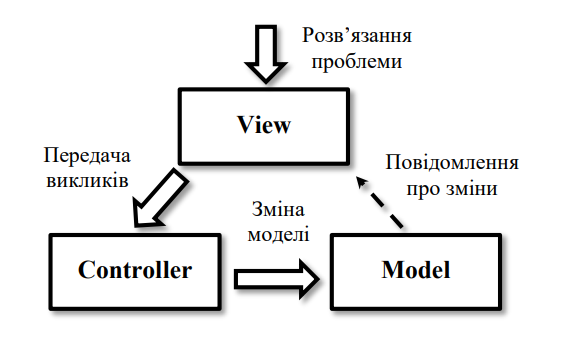 Розв’язання
проблеми
View
Передача
викликів
Повідомлення
про зміни
Зміна
моделі
Controller
Model